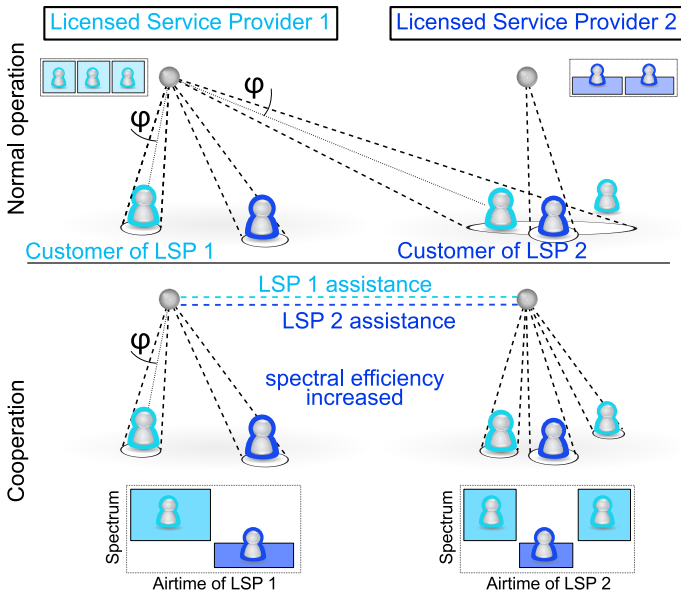 Licensed Service Provider 1
Licensed Service Provider 2
Normal operation
φ
φ
Customer of LSP 1
Customer of LSP 2
LSP 1 assistance
LSP 2 assistance
Cooperation
φ
spectral efficiency
increased
Spectrum
Airtime of LSP 1
Spectrum
Airtime of LSP 2